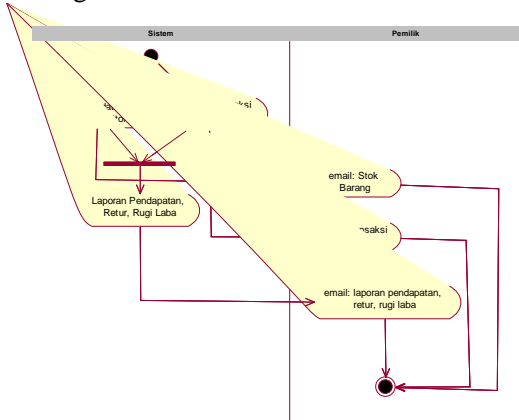 Sistem
Pemilik
email: Stok
Barang
Laporan Pendapatan,
Retur, Rugi Laba
email: laporan pendapatan,
retur, rugi laba